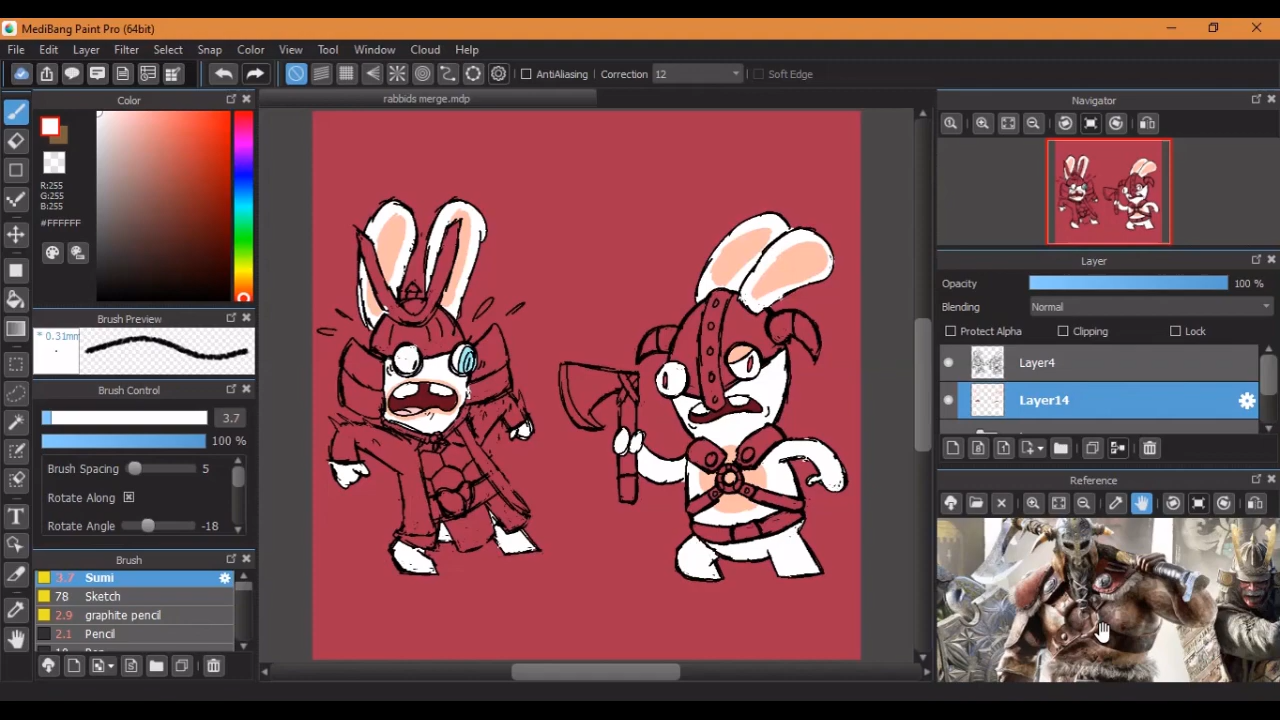 MediBang Paint Pro (64bit)
File Edit Layer Filter Select Snap Color View Tool Window Cloud Help
AntiAliasing Correction 12 Soft Edge
Color
rabbids merge.mdp
Navigator
R:255
G:255
B:255
#FFFFFF
Layer
Opacity 100 %
Blending Normal
Protect Alpha Clipping Lock
Layer4
Layer14
Brush Preview
* 0.31mm
Brush Control
3.7
100 %
Brush Spacing 5
Rotate Along
Rotate Angle -18
Reference
Brush
3.7 Sumi
78 Sketch
2.9 graphite pencil
2.1 Pencil